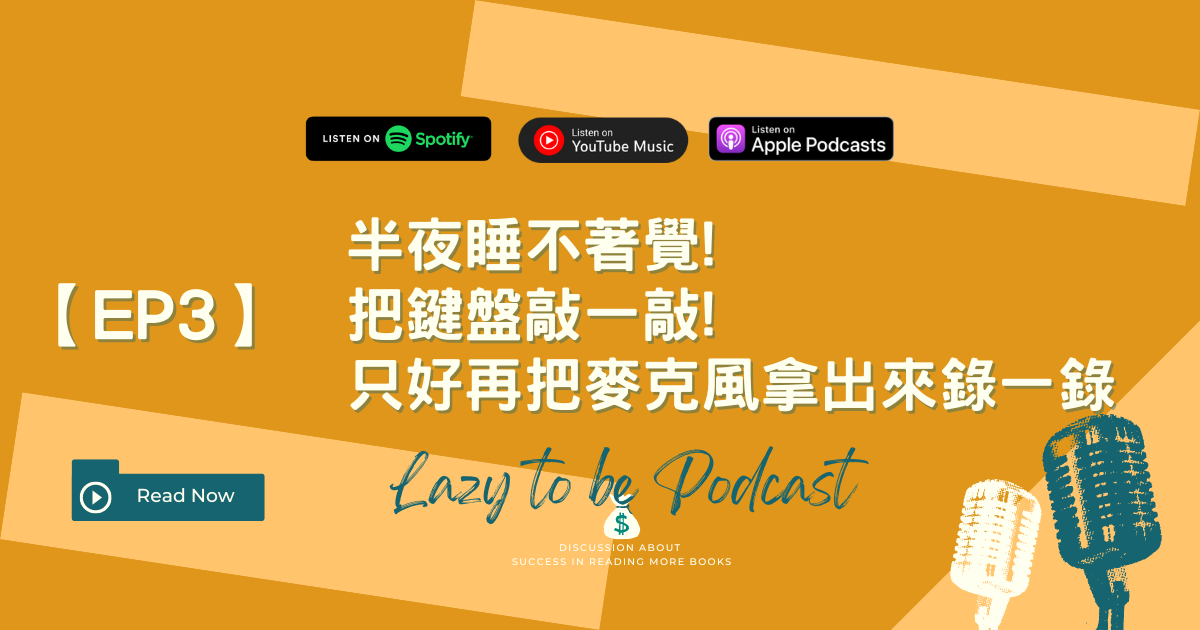 LISTEN ON Spotify
Listen on
YouTube Music
Listen on
Apple Podcasts
半夜睡不著覺!
【EP3】
把鍵盤敲一敲!
只好再把麥克風拿出來錄一錄
Read Now
Lazy to be Podcast
$
DISCUSSION ABOUT
SUCCESS IN READING MORE BOOKS